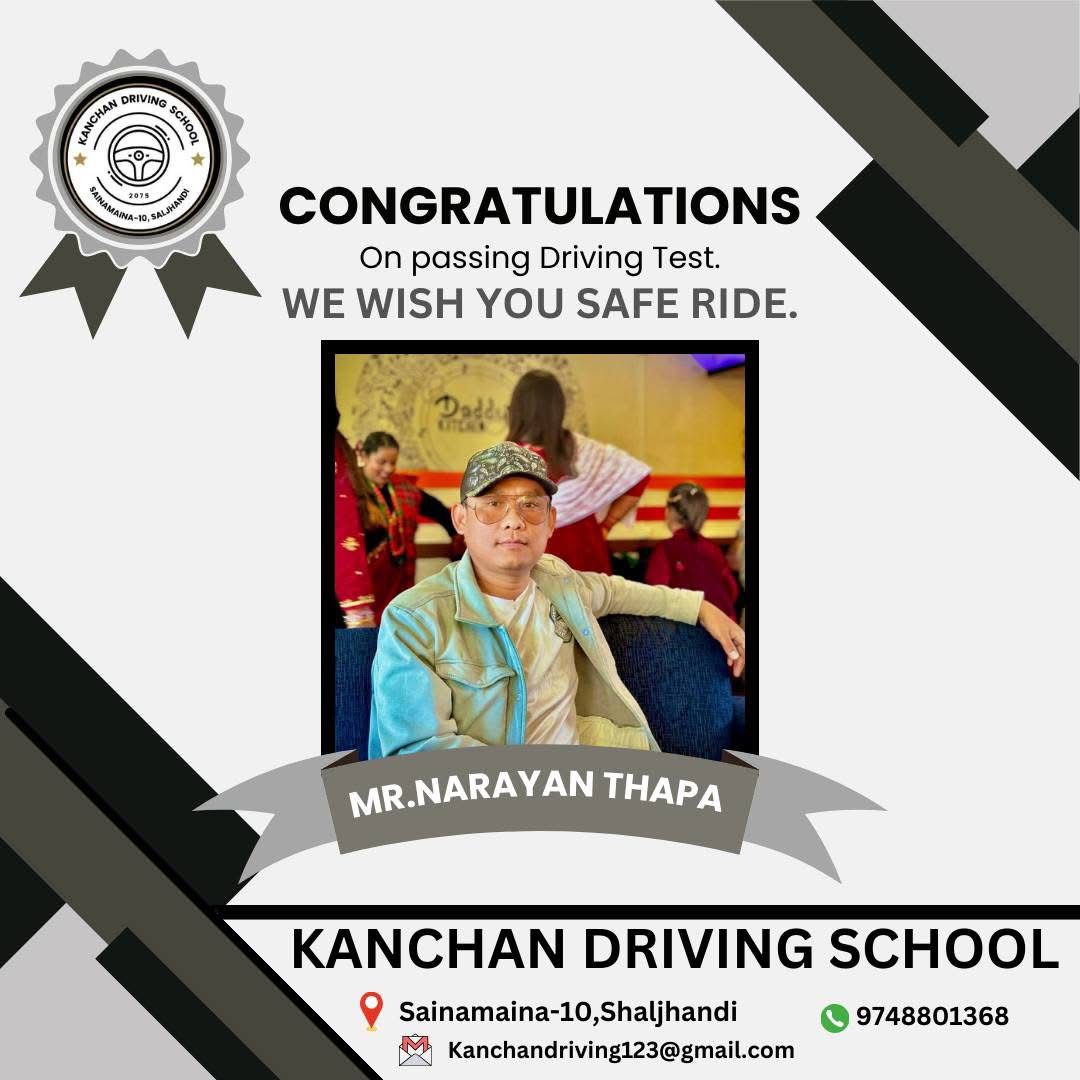 KANCHAN DRIVING SCHOOL
2075
SAINAMAINA-10, SALJHANDI
CONGRATULATIONS
On passing Driving Test.
WE WISH YOU SAFE RIDE.
Daddy
KITCHEN
MR.NARAYAN THAPA
KANCHAN DRIVING SCHOOL
Sainamaina-10,Shaljhandi
9748801368
Kanchandriving123@gmail.com